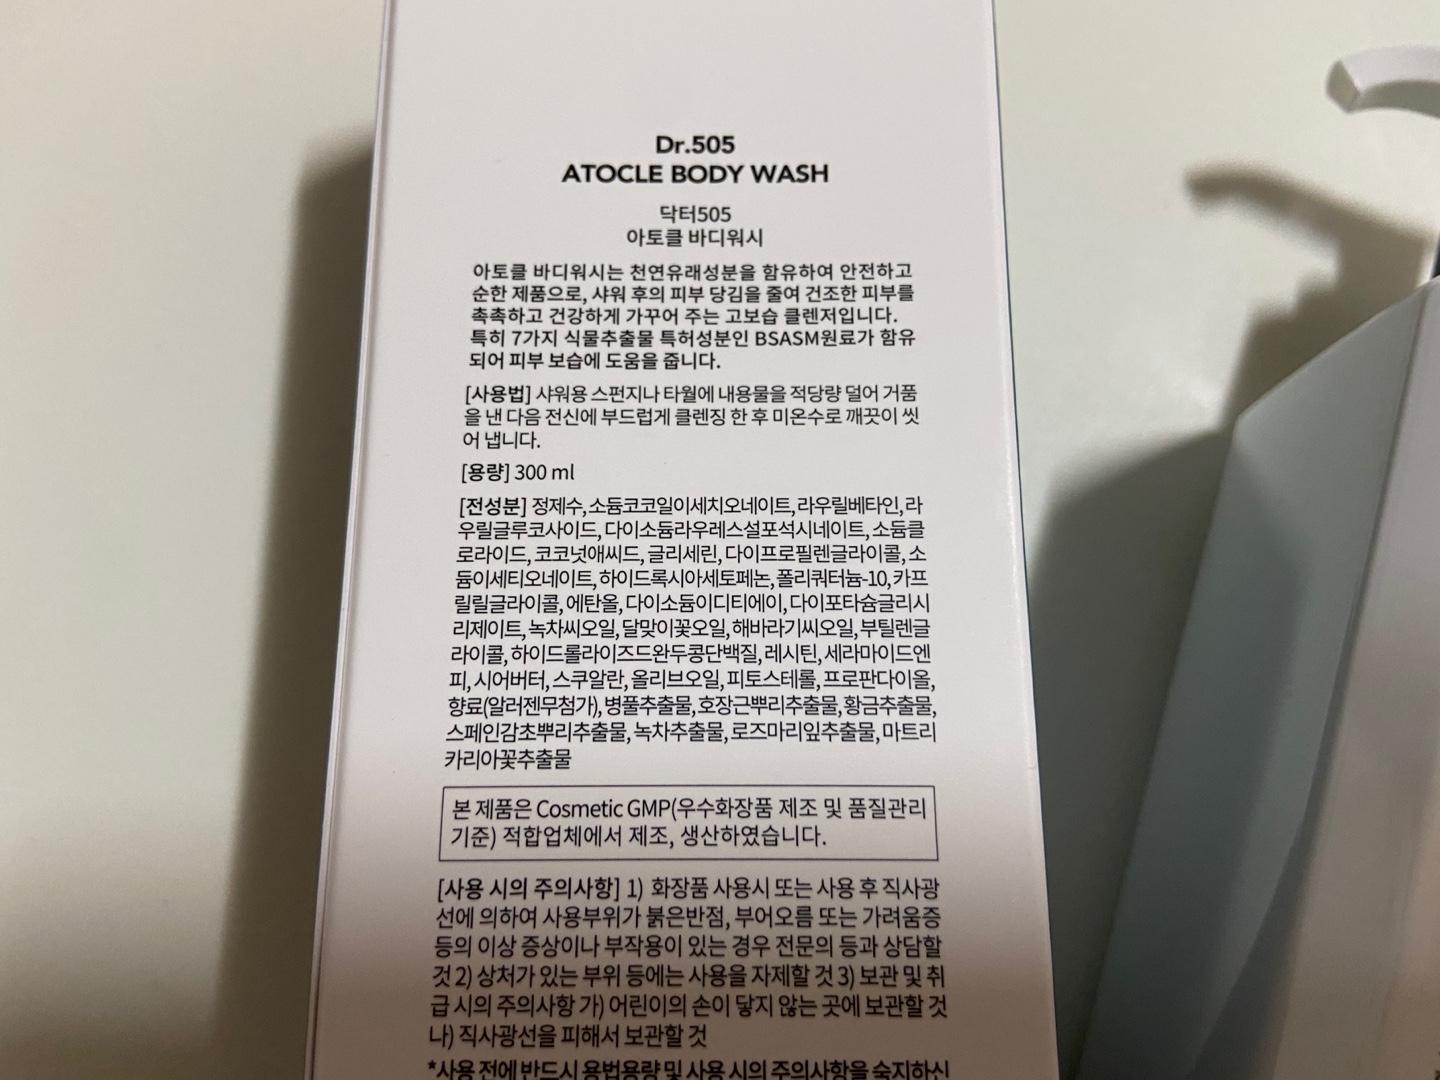 Dr.505
ATOCLE BODY WASH
닥터505
아토클 바디워시
아토클 바디워시는 천연유래성분을 함유하여 안전하고
순한 제품으로, 샤워 후의 피부 당김을 줄여 건조한 피부를
촉촉하고 건강하게 가꾸어 주는 고보습 클렌저입니다.
특히 7가지 식물추출물 특허성분인 BSASM원료가 함유
되어 피부 보습에 도움을 줍니다.
[사용법] 샤워용 스펀지나 타월에 내용물을 적당량 덜어 거품
을 낸 다음 전신에 부드럽게 클렌징 한 후 미온수로 깨끗이 씻
어 냅니다.
[용량] 300 ml
[전성분] 정제수, 소듐코코일이세치오네이트, 라우릴베타인, 라
우릴글루코사이드, 다이소듐라우레스설포석시네이트, 소듐클
로라이드, 코코넛애씨드, 글리세린, 다이프로필렌글라이콜, 소
듐이세티오네이트, 하이드록시아세토페논, 폴리쿼터늄-10, 카프
릴릴글라이콜, 에탄올, 다이소듐이디티에이, 다이포타슘글리시
리제이트, 녹차씨오일, 달맞이꽃오일, 해바라기씨오일, 부틸렌글
라이콜, 하이드롤라이즈드완두콩단백질, 레시틴, 세라마이드엔
피, 시어버터, 스쿠알란, 올리브오일, 피토스테롤, 프로판다이올,
향료(알러젠무첨가), 병풀추출물, 호장근뿌리추출물, 황금추출물,
스페인감초뿌리추출물, 녹차추출물, 로즈마리잎추출물, 마트리
카리아꽃추출물
본 제품은 Cosmetic GMP(우수화장품 제조 및 품질관리
기준) 적합업체에서 제조, 생산하였습니다.
[사용 시의 주의사항] 1) 화장품 사용시 또는 사용 후 직사광
선에 의하여 사용부위가 붉은반점, 부어오름 또는 가려움증
등의 이상 증상이나 부작용이 있는 경우 전문의 등과 상담할
것 2) 상처가 있는 부위 등에는 사용을 자제할 것 3) 보관 및 취
급 시의 주의사항 가) 어린이의 손이 닿지 않는 곳에 보관할 것
나) 직사광선을 피해서 보관할 것
*사용 전에 반드시 용법용량 및 사용 시의 주의사항을 숙지하신